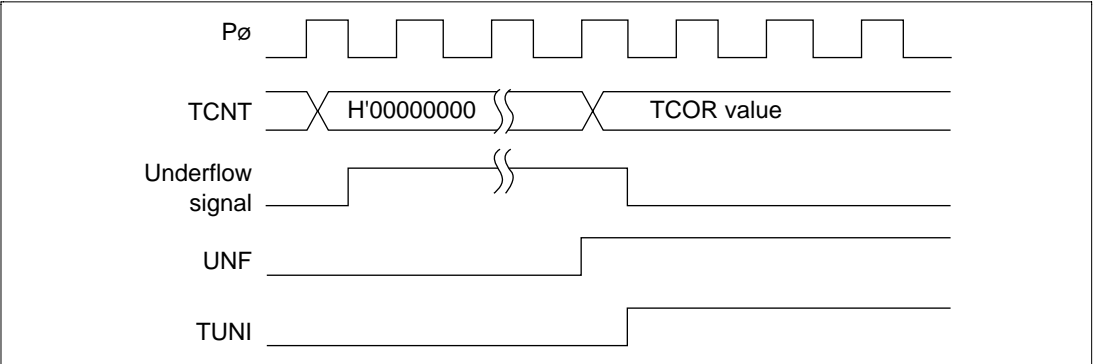 Pø
TCNT
H'00000000
TCOR value
Underflow
signal
UNF
TUNI